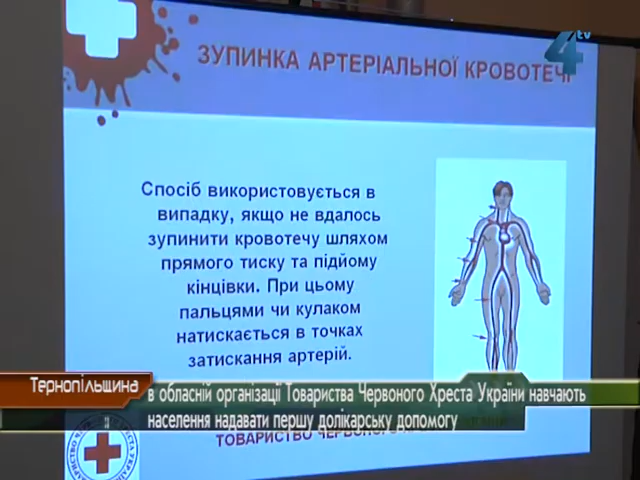 4 tv
ЗУПИНКА АРТЕРІАЛЬНОЇ КРОВОТЕЧІ
Спосіб використовується в
випадку, якщо не вдалось
зупинити кровотечу шляхом
прямого тиску та підйому
кінцівки. При цьому
пальцями чи кулаком
натискається в точках
затискання артерій.
Тернопільщина
в обласній організації Товариства Червоного Хреста України навчають
населення надавати першу долікарську допомогу
ТОВАРИСТВО ЧЕРВОНОГО